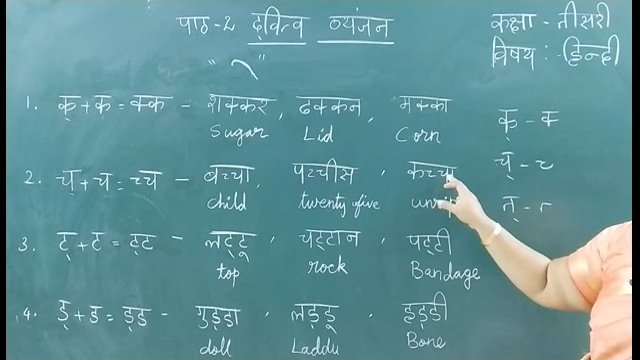 पाठ-2 द्वित्व व्यंजन
कक्षा - तीसरी
विषय :- हिन्दी
1. क्‌ + क = क्क - शक्कर, ढक्कन, मक्का
Sugar Lid Corn
2. च्‌ + च = च्च - बच्चा, पच्चीस, कच्चा
child twenty five
3. ट्‌ + ट = ट्ट - लट्टू, चट्टान, पट्टी
top rock Bandage
4. ड्‌ + ड = ड्ड - गुड्डा, लड्डू, हड्डी
doll Laddu Bone
क्‌ - क्‍
च्‌ - च्‍
त्‌ - त्‍